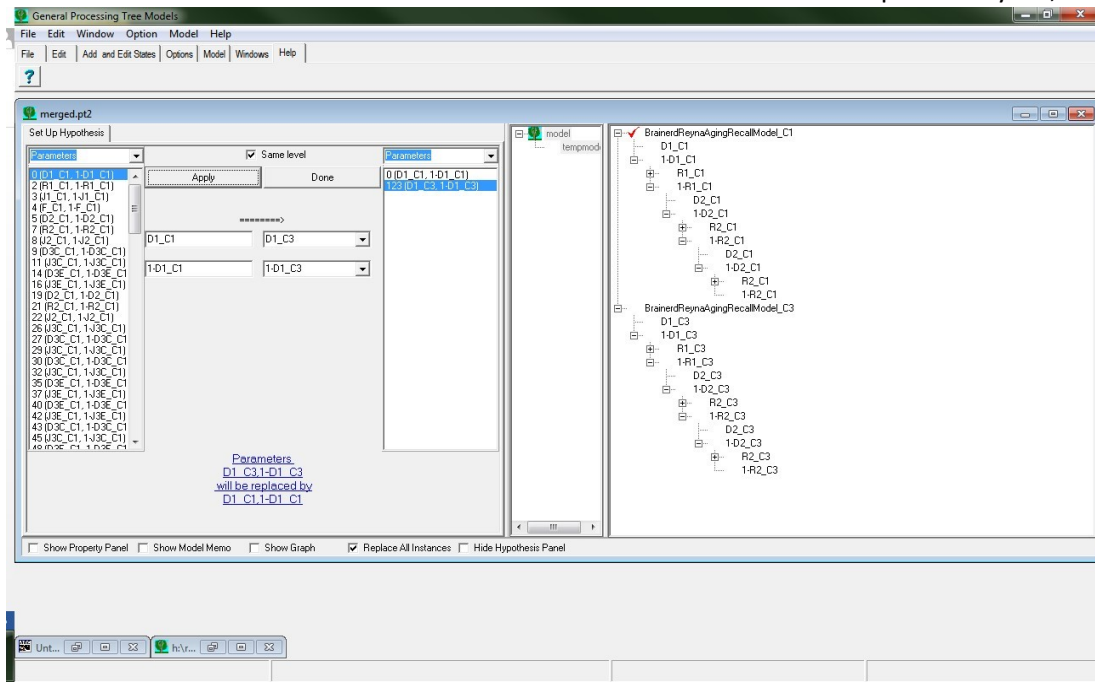 General Processing Tree Models
File Edit Window Option Model Help
File Edit Add and Edit States Options Model Windows Help
?
merged.pt2
Set Up Hypothesis
Parameters
Same level
Parameters
Apply Done
0 (D1_C1, 1-D1_C1)
2 (R1_C1, 1-R1_C1)
3 (J1_C1, 1-J1_C1)
4 (F_C1, 1-F_C1)
5 (D2_C1, 1-D2_C1)
7 (R2_C1, 1-R2_C1)
8 (J2_C1, 1-J2_C1)
9 (D3C_C1, 1-D3C_C1)
11 (J3C_C1, 1-J3C_C1)
14 (D3E_C1, 1-D3E_C1
16 (J3E_C1, 1-J3E_C1)
19 (D2_C1, 1-D2_C1)
21 (R2_C1, 1-R2_C1)
22 (J2_C1, 1-J2_C1)
26 (J3C_C1, 1-J3C_C1)
27 (D3C_C1, 1-D3C_C1
29 (J3C_C1, 1-J3C_C1)
30 (D3C_C1, 1-D3C_C1
32 (J3C_C1, 1-J3C_C1)
35 (D3E_C1, 1-D3E_C1
37 (J3E_C1, 1-J3E_C1)
40 (D3E_C1, 1-D3E_C1
42 (J3E_C1, 1-J3E_C1)
43 (D3C_C1, 1-D3C_C1
45 (J3C_C1, 1-J3C_C1)
48 (D3E_C1, 1-D3E_C1
========>
D1_C1 D1_C3
1-D1_C1 1-D1_C3
Parameters
D1_C3,1-D1_C3
will be replaced by
D1_C1,1-D1_C1
0 (D1_C1, 1-D1_C1)
123 (D1_C3, 1-D1_C3)
model
tempmod
BrainerdReynaAgingRecallModel_C1
D1_C1
1-D1_C1
R1_C1
1-R1_C1
D2_C1
1-D2_C1
R2_C1
1-R2_C1
D2_C1
1-D2_C1
R2_C1
1-R2_C1
BrainerdReynaAgingRecallModel_C3
D1_C3
1-D1_C3
R1_C3
1-R1_C3
D2_C3
1-D2_C3
R2_C3
1-R2_C3
D2_C3
1-D2_C3
R2_C3
1-R2_C3
Show Property Panel Show Model Memo Show Graph Replace All Instances Hide Hypothesis Panel
Unt... h:\r...